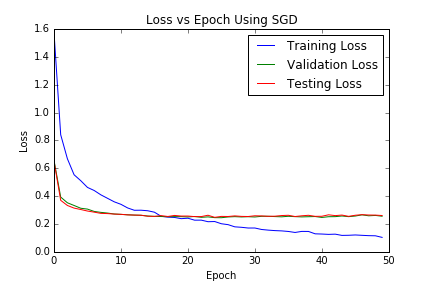 Loss vs Epoch Using SGD
1.6
1.4
1.2
1.0
0.8
0.6
0.4
0.2
0.0
Loss
Training Loss
Validation Loss
Testing Loss
0 10 20 30 40 50
Epoch